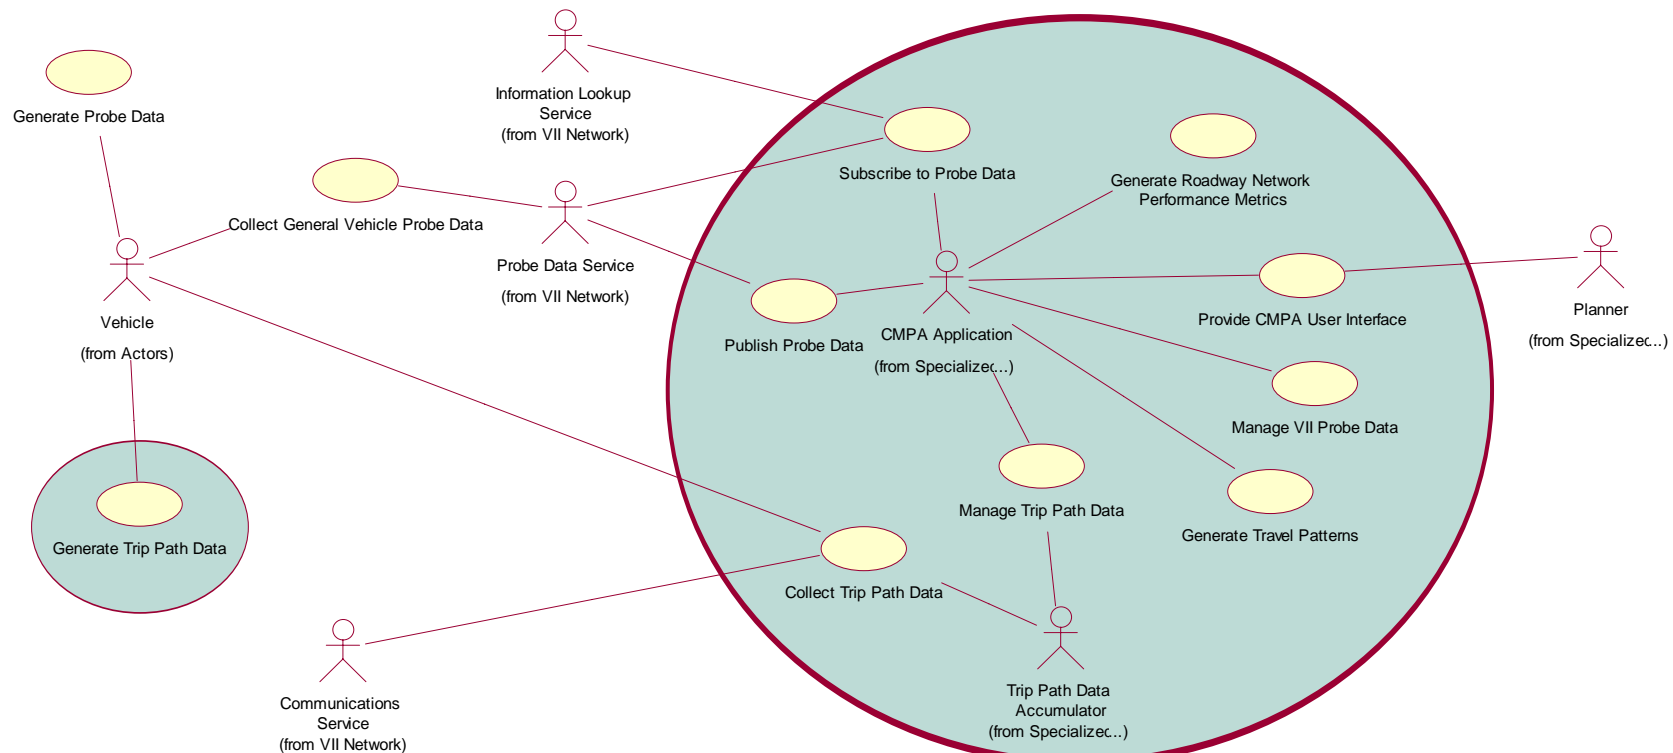 Generate Probe Data
Information Lookup
Service
(from VII Network)
Collect General Vehicle Probe Data
Subscribe to Probe Data
Generate Roadway Network
Performance Metrics
Probe Data Service
(from VII Network)
Vehicle
(from Actors)
Publish Probe Data
CMPA Application
(from Specializec...)
Provide CMPA User Interface
Planner
(from Specializec...)
Manage VII Probe Data
Manage Trip Path Data
Generate Travel Patterns
Generate Trip Path Data
Collect Trip Path Data
Communications
Service
(from VII Network)
Trip Path Data
Accumulator
(from Specializec...)